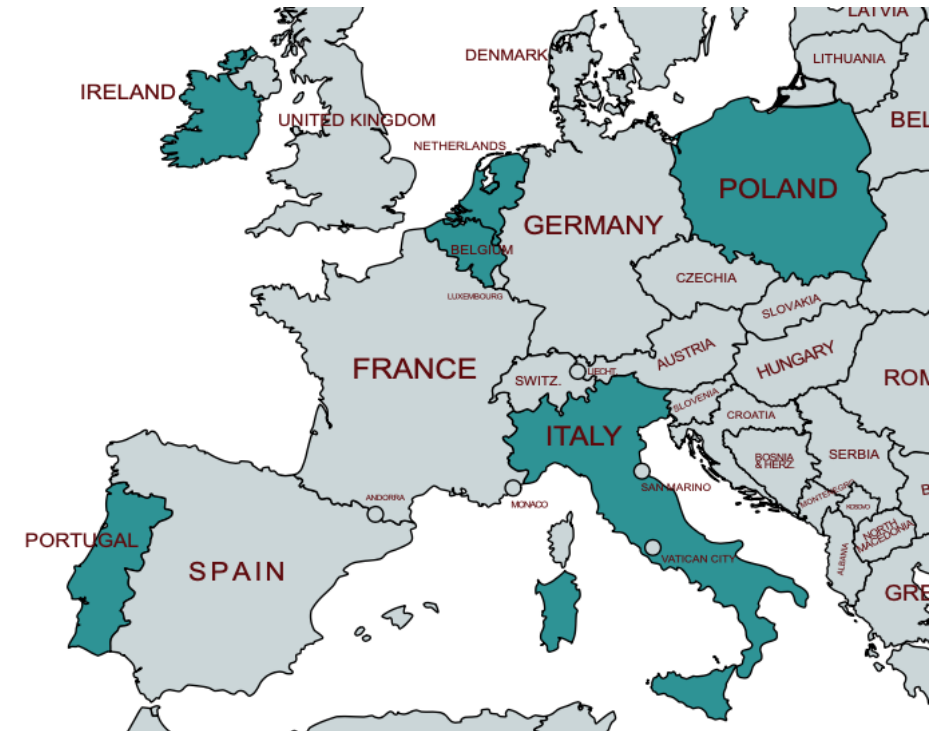 LATVIA
DENMARK
LITHUANIA
IRELAND
UNITED KINGDOM
BEL
NETHERLANDS
POLAND
GERMANY
BELGIUM
CZECHIA
LUXEMBOURG
SLOVAKIA
AUSTRIA
HUNGARY
FRANCE
SWITZ.
LIECHT.
ROM
SLOVENIA
CROATIA
ITALY
BOSNIA
& HERZ.
SERBIA
SAN MARINO
ANDORRA
MONACO
MONTENEGRO
KOSOVO
B
PORTUGAL
NORTH
MACEDONIA
SPAIN
VATICAN CITY
ALBANIA
GRE